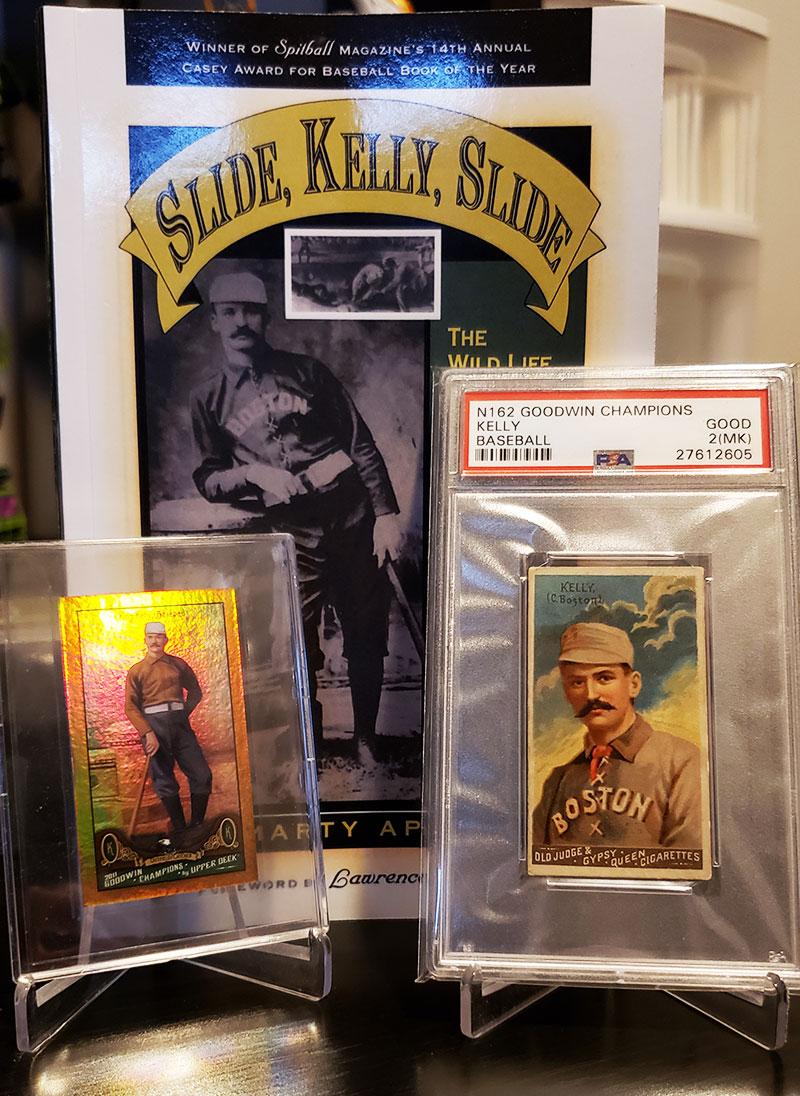 WINNER OF Spitball MAGAZINE'S 14TH ANNUAL
CASEY AWARD FOR BASEBALL BOOK OF THE YEAR
SLIDE, KELLY, SLIDE
BOSTON
THE
WILD LIFE
MARTY AP
FOREWORD BY Lawrence
N162 GOODWIN CHAMPIONS
KELLY GOOD
BASEBALL 2(MK)
PSA 27612605
KELLY,
(C. Boston)
BOSTON
OLD JUDGE &
GYPSY QUEEN CIGARETTES
K K
2011
GOODWIN CHAMPIONS by UPPER DECK